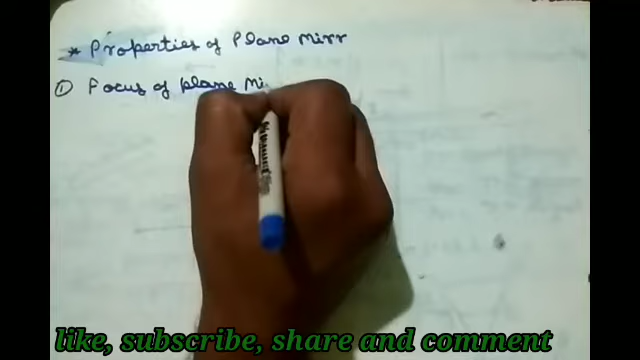 * Properties of Plane Mirr
① Focus of plane Mi
like, subscribe, share and comment